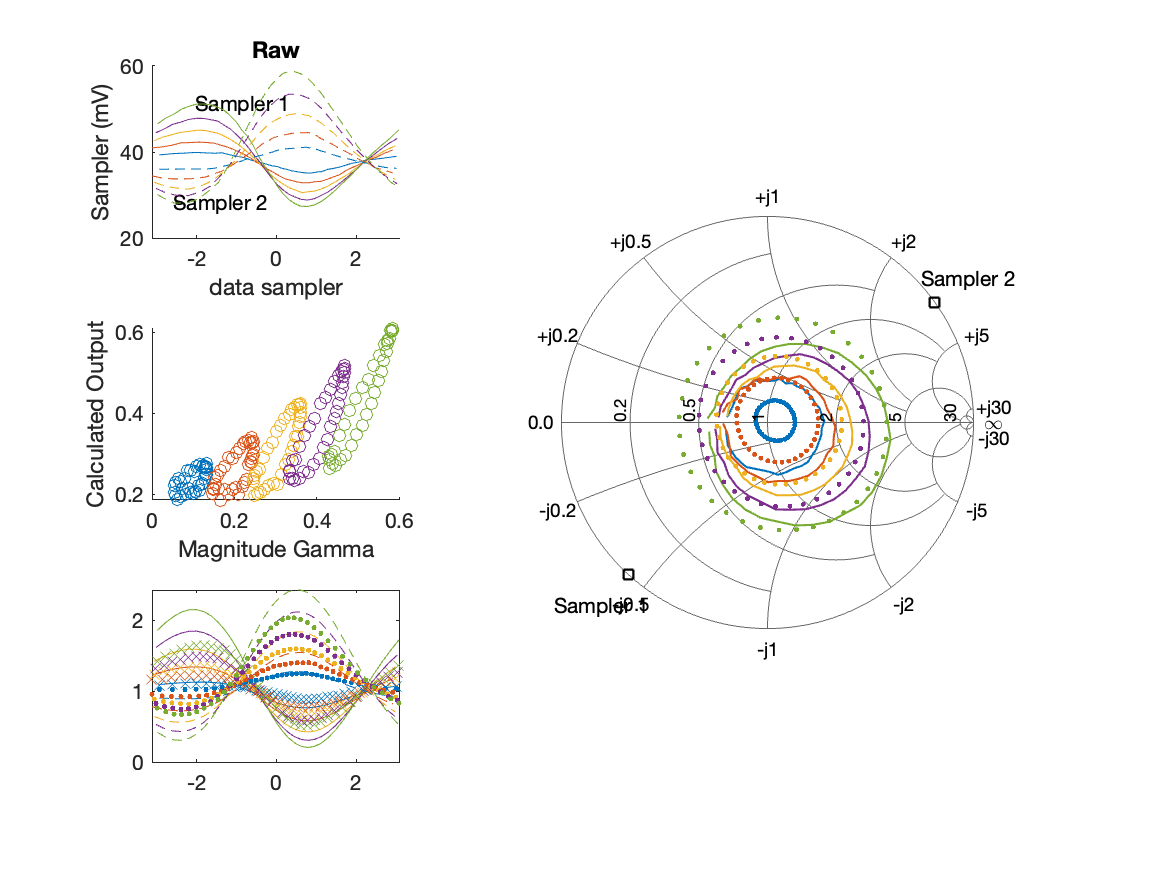 Raw
60
40
20
Sampler (mV)
Sampler 1
Sampler 2
-2
0
2
data sampler
0.6
0.4
0.2
Calculated Output
0
0.2
0.4
0.6
Magnitude Gamma
2
1
0
-2
0
2
+j1
+j0.5
+j2
Sampler 2
+j0.2
+j5
0.0
0.2
0.5
1
2
5
30
+j30
∞
-j30
-j0.2
-j5
Sampler 1
-j0.5
-j2
-j1